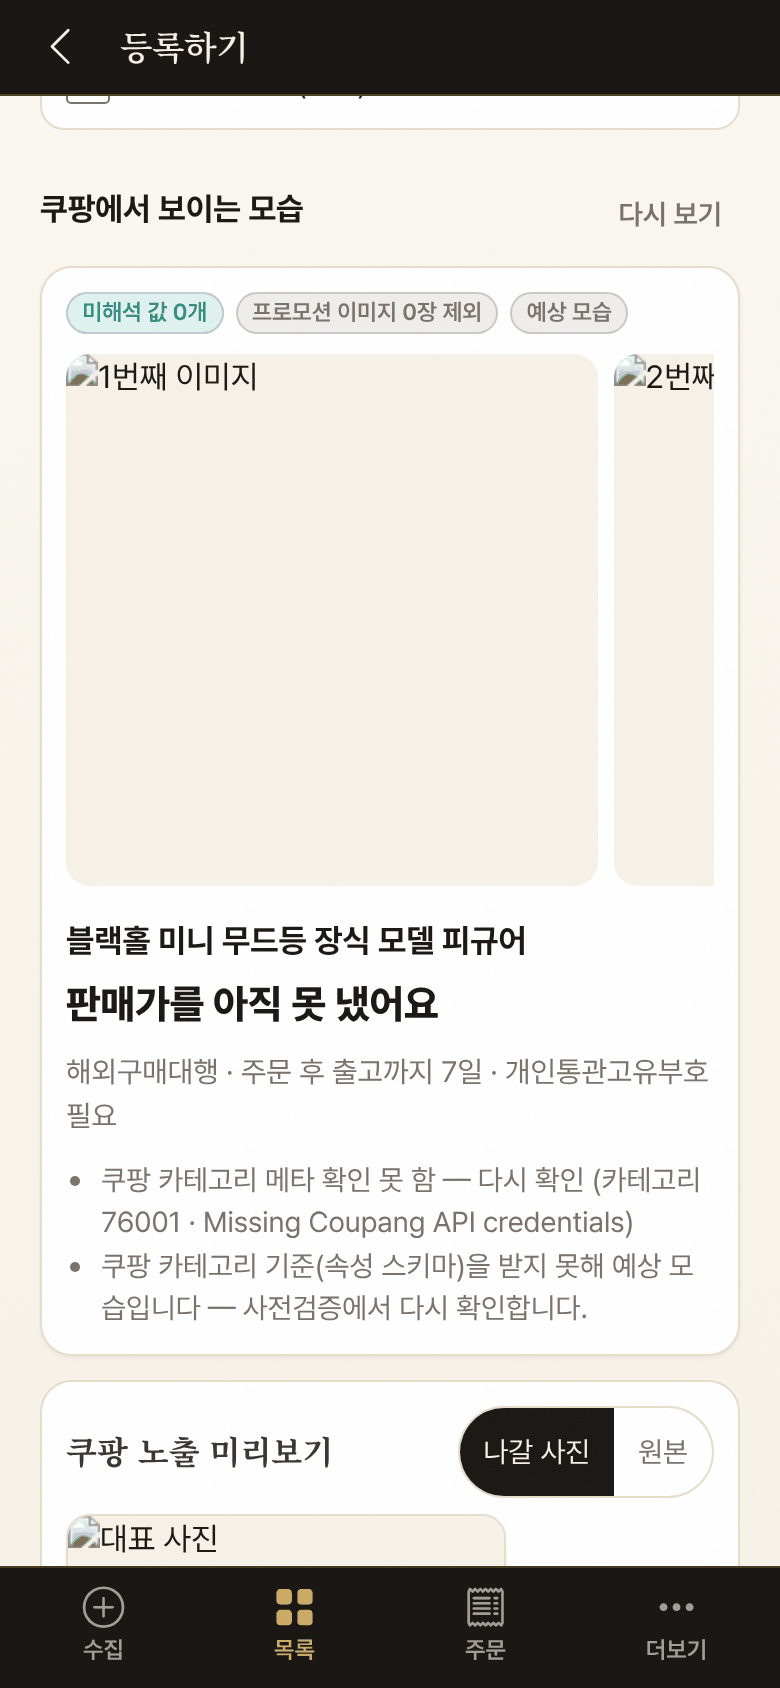 등록하기
쿠팡에서 보이는 모습
다시 보기
미해석 값 0개
프로모션 이미지 0장 제외
예상 모습
1번째 이미지
2번째
블랙홀 미니 무드등 장식 모델 피규어
판매가를 아직 못 냈어요
해외구매대행 · 주문 후 출고까지 7일 · 개인통관고유부호
필요
• 쿠팡 카테고리 메타 확인 못 함 — 다시 확인 (카테고리
76001 · Missing Coupang API credentials)
• 쿠팡 카테고리 기준(속성 스키마)을 받지 못해 예상 모
습입니다 — 사전검증에서 다시 확인합니다.
쿠팡 노출 미리보기
나갈 사진
원본
대표 사진
수집
목록
주문
더보기